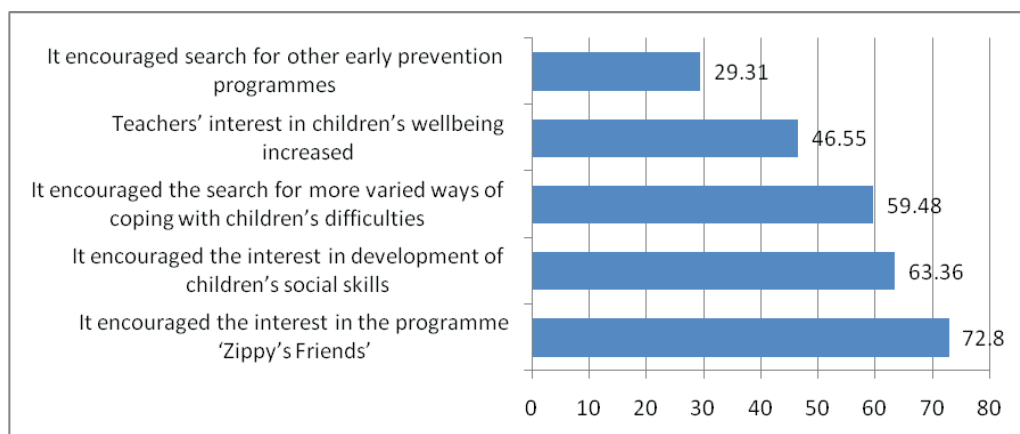 It encouraged search for other early prevention
programmes
29.31
Teachers’ interest in children’s wellbeing
increased
46.55
It encouraged the search for more varied ways of
coping with children’s difficulties
59.48
It encouraged the interest in development of
children’s social skills
63.36
It encouraged the interest in the programme
‘Zippy’s Friends’
72.8
0 10 20 30 40 50 60 70 80